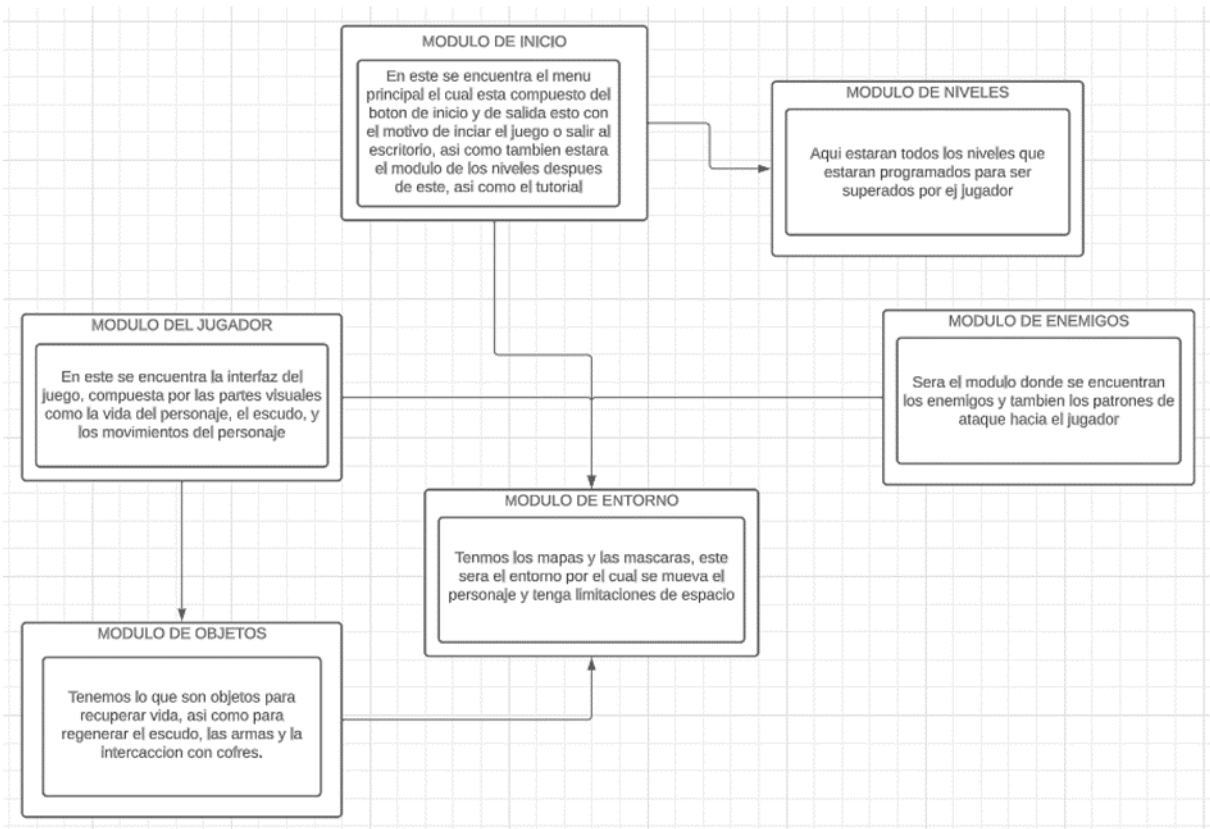 MODULO DE INICIO
En este se encuentra el menu
principal el cual esta compuesto del
boton de inicio y de salida esto con
el motivo de inciar el juego o salir al
escritorio, asi como tambien estara
el modulo de los niveles despues
de este, asi como el tutorial
MODULO DE NIVELES
Aqui estaran todos los niveles que
estaran programados para ser
superados por ej jugador
MODULO DEL JUGADOR
En este se encuentra la interfaz del
juego, compuesta por las partes visuales
como la vida del personaje, el escudo, y
los movimientos del personaje
MODULO DE ENEMIGOS
Sera el modulo donde se encuentran
los enemigos y tambien los patrones de
ataque hacia el jugador
MODULO DE ENTORNO
Tenmos los mapas y las mascaras, este
sera el entorno por el cual se mueva el
personaje y tenga limitaciones de espacio
MODULO DE OBJETOS
Tenemos lo que son objetos para
recuperar vida, asi como para
regenerar el escudo, las armas y la
intercaccion con cofres.